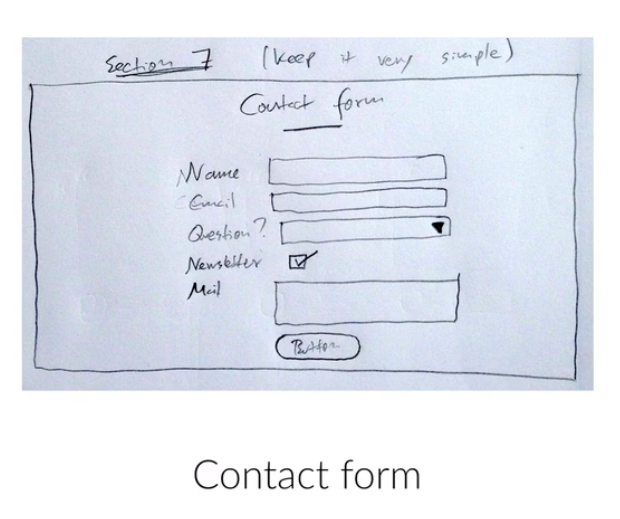 Section 7 (keep it very simple)
Contact form
Name
Email
Question?
Newsletter
Mail
Button
Contact form